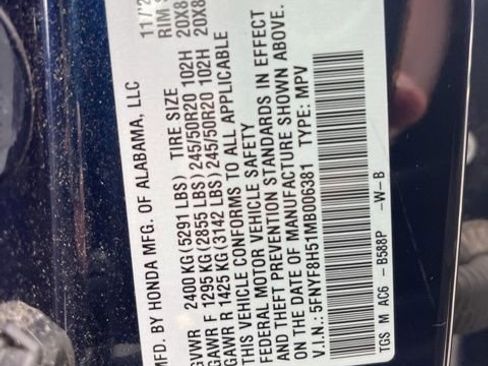 MFD. BY HONDA MFG. OF ALABAMA, LLC 11/2
GVWR 2400 KG (5291 LBS) TIRE SIZE RIM S
GAWR F 1295 KG (2855 LBS) 245/50R20 102H 20X8
GAWR R 1425 KG (3142 LBS) 245/50R20 102H 20X8
THIS VEHICLE CONFORMS TO ALL APPLICABLE
FEDERAL MOTOR VEHICLE SAFETY
AND THEFT PREVENTION STANDARDS IN EFFECT
ON THE DATE OF MANUFACTURE SHOWN ABOVE.
V.I.N.: 5FNYF8H51MB006381 TYPE: MPV
TGS M AC6 -B588P -W-B